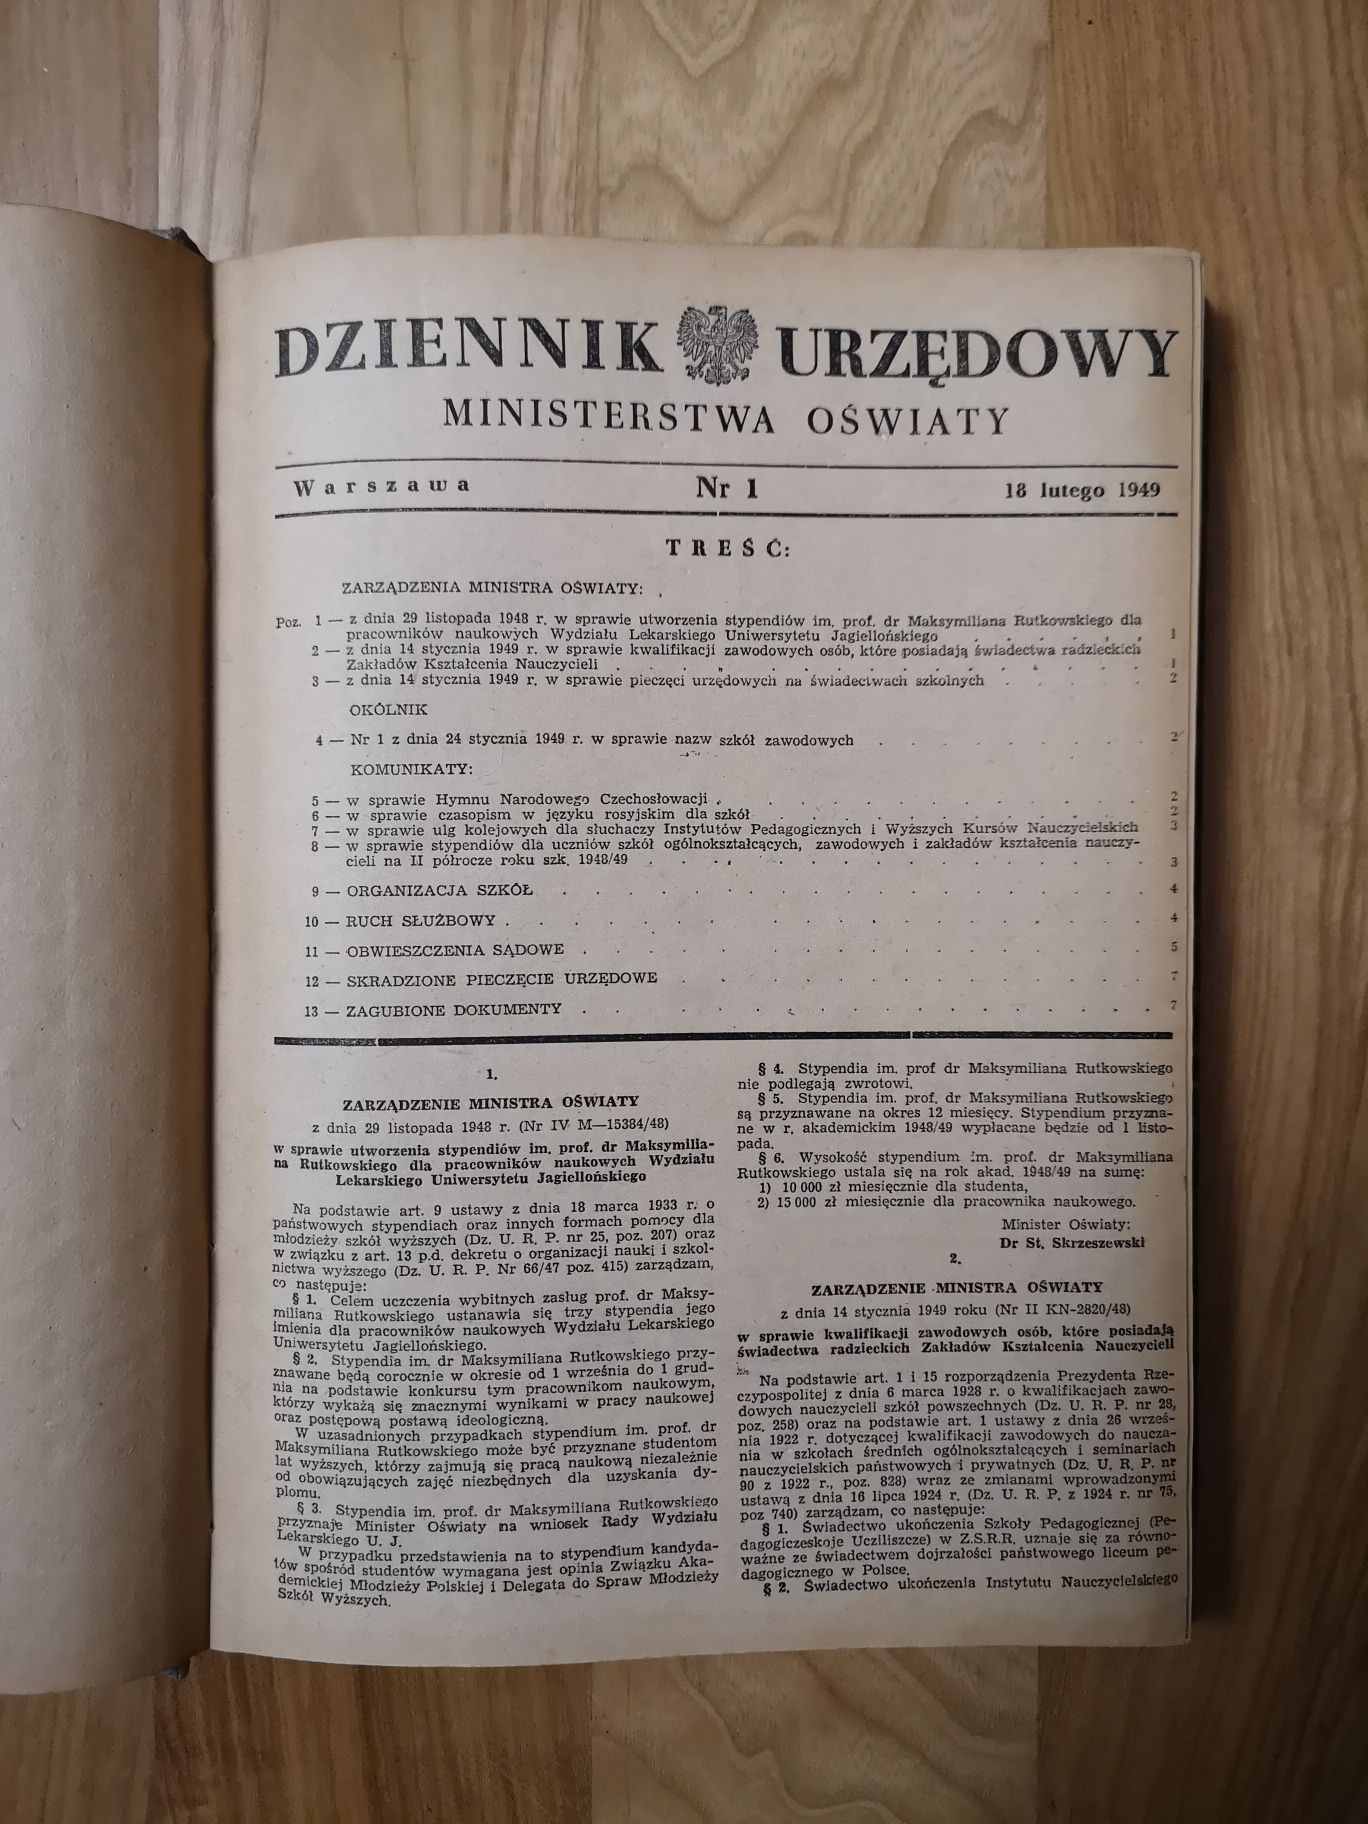 DZIENNIK URZĘDOWY
MINISTERSTWA OŚWIATY
Warszawa Nr 1 18 lutego 1949
TREŚĆ:
ZARZĄDZENIA MINISTRA OŚWIATY:
Poz. 1 — z dnia 29 listopada 1948 r. w sprawie utworzenia stypendiów im. prof. dr Maksymiliana Rutkowskiego dla
pracowników naukowych Wydziału Lekarskiego Uniwersytetu Jagiellońskiego . . . . . . 1
2 — z dnia 14 stycznia 1949 r. w sprawie kwalifikacji zawodowych osób, które posiadają świadectwa radzieckich
Zakładów Kształcenia Nauczycieli . . . . . . . . . . . . . . . . 1
3 — z dnia 14 stycznia 1949 r. w sprawie pieczęci urzędowych na świadectwach szkolnych . . . . . 2
OKÓLNIK
4 — Nr 1 z dnia 24 stycznia 1949 r. w sprawie nazw szkół zawodowych . . . . . . . . . 2
KOMUNIKATY:
5 — w sprawie Hymnu Narodowego Czechosłowacji . . . . . . . . . . . . . 2
6 — w sprawie czasopism w języku rosyjskim dla szkół . . . . . . . . . . . . 2
7 — w sprawie ulg kolejowych dla słuchaczy Instytutów Pedagogicznych i Wyższych Kursów Nauczycielskich 3
8 — w sprawie stypendiów dla uczniów szkół ogólnokształcących, zawodowych i zakładów kształcenia nauczy-
cieli na II półrocze roku szk. 1948/49 . . . . . . . . . . . . . . . 3
9 — ORGANIZACJA SZKÓŁ . . . . . . . . . . . . . . . . . . 4
10 — RUCH SŁUŻBOWY . . . . . . . . . . . . . . . . . . . . 4
11 — OBWIESZCZENIA SĄDOWE . . . . . . . . . . . . . . . . . 5
12 — SKRADZIONE PIECZĘCIE URZĘDOWE . . . . . . . . . . . . . 7
13 — ZAGUBIONE DOKUMENTY . . . . . . . . . . . . . . . . . 7
1.
ZARZĄDZENIE MINISTRA OŚWIATY
z dnia 29 listopada 1948 r. (Nr IV M—15384/48)
w sprawie utworzenia stypendiów im. prof. dr Maksymilia-
na Rutkowskiego dla pracowników naukowych Wydziału
Lekarskiego Uniwersytetu Jagiellońskiego
Na podstawie art. 9 ustawy z dnia 18 marca 1933 r. o
państwowych stypendiach oraz innych formach pomocy dla
młodzieży szkół wyższych (Dz. U. R. P. nr 25, poz. 207) oraz
w związku z art. 13 p.d. dekretu o organizacji nauki i szkol-
nictwa wyższego (Dz. U. R. P. Nr 66/47 poz. 415) zarządzam,
co następuje:
§ 1. Celem uczczenia wybitnych zasług prof. dr Maksy-
miliana Rutkowskiego ustanawia się trzy stypendia jego
imienia dla pracowników naukowych Wydziału Lekarskiego
Uniwersytetu Jagiellońskiego.
§ 2. Stypendia im. dr Maksymiliana Rutkowskiego przy-
znawane będą corocznie w okresie od 1 września do 1 grud-
nia na podstawie konkursu tym pracownikom naukowym,
którzy wykażą się znacznymi wynikami w pracy naukowej
oraz postępową postawą ideologiczną.
W uzasadnionych przypadkach stypendium im. prof. dr
Maksymiliana Rutkowskiego może być przyznane studentom
lat wyższych, którzy zajmują się pracą naukową niezależnie
od obowiązujących zajęć niezbędnych dla uzyskania dy-
plomu.
§ 3. Stypendia im. prof. dr Maksymiliana Rutkowskiego
przyznaje Minister Oświaty na wniosek Rady Wydziału
Lekarskiego U. J.
W przypadku przedstawienia na to stypendium kandyda-
tów spośród studentów wymagana jest opinia Związku Aka-
demickiej Młodzieży Polskiej i Delegata do Spraw Młodzieży
Szkół Wyższych.
§ 4. Stypendia im. prof dr Maksymiliana Rutkowskiego
nie podlegają zwrotowi.
§ 5. Stypendia im. prof. dr Maksymiliana Rutkowskiego
są przyznawane na okres 12 miesięcy. Stypendium przyzna-
ne w r. akademickim 1948/49 wypłacane będzie od 1 listo-
pada.
§ 6. Wysokość stypendium im. prof. dr Maksymiliana
Rutkowskiego ustala się na rok akad. 1948/49 na sumę:
1) 10 000 zł miesięcznie dla studenta,
2) 15 000 zł miesięcznie dla pracownika naukowego.
Minister Oświaty:
Dr St. Skrzeszewski
2.
ZARZĄDZENIE MINISTRA OŚWIATY
z dnia 14 stycznia 1949 roku (Nr II KN-2820/48)
w sprawie kwalifikacji zawodowych osób, które posiadają
świadectwa radzieckich Zakładów Kształcenia Nauczycieli
Na podstawie art. 1 i 15 rozporządzenia Prezydenta Rze-
czypospolitej z dnia 6 marca 1928 r. o kwalifikacjach zawo-
dowych nauczycieli szkół powszechnych (Dz. U. R. P. nr 28,
poz. 258) oraz na podstawie art. 1 ustawy z dnia 26 wrześ-
nia 1922 r. dotyczącej kwalifikacji zawodowych do naucza-
nia w szkołach średnich ogólnokształcących i seminariach
nauczycielskich państwowych i prywatnych (Dz. U. R. P. nr
90 z 1922 r., poz. 828) wraz ze zmianami wprowadzonymi
ustawą z dnia 16 lipca 1924 r. (Dz. U. R. P. z 1924 r. nr 75,
poz 740) zarządzam, co następuje:
§ 1. Świadectwo ukończenia Szkoły Pedagogicznej (Pe-
dagogiczeskoje Ucziliszcze) w Z.S.R.R. uznaje się za równo-
ważne ze świadectwem dojrzałości państwowego liceum pe-
dagogicznego w Polsce.
§ 2. Świadectwo ukończenia Instytutu Nauczycielskiego